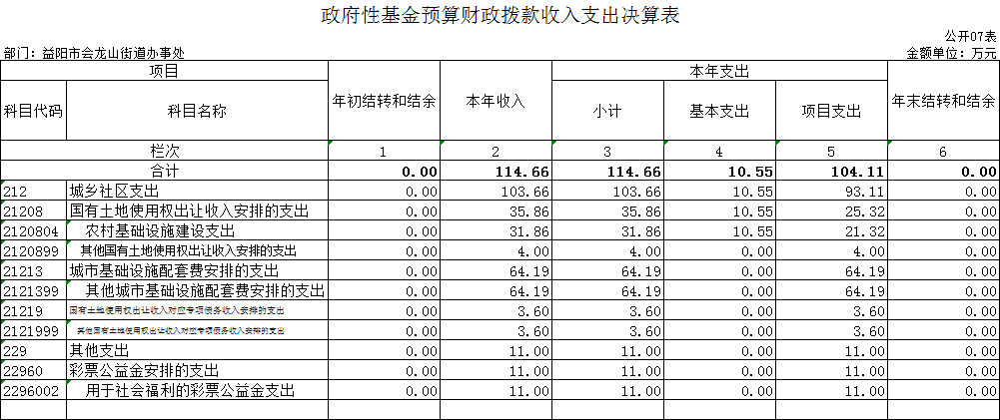 政府性基金预算财政拨款收入支出决算表
公开07表
部门：益阳市会龙山街道办事处 金额单位：万元
项目 年初结转和结余 本年收入 本年支出 年末结转和结余
科目代码 科目名称 小计 基本支出 项目支出
栏次 1 2 3 4 5 6
合计 0.00 114.66 114.66 10.55 104.11 0.00
212 城乡社区支出 0.00 103.66 103.66 10.55 93.11 0.00
21208 国有土地使用权出让收入安排的支出 0.00 35.86 35.86 10.55 25.32 0.00
2120804 农村基础设施建设支出 0.00 31.86 31.86 10.55 21.32 0.00
2120899 其他国有土地使用权出让收入安排的支出 0.00 4.00 4.00 0.00 4.00 0.00
21213 城市基础设施配套费安排的支出 0.00 64.19 64.19 0.00 64.19 0.00
2121399 其他城市基础设施配套费安排的支出 0.00 64.19 64.19 0.00 64.19 0.00
21219 国有土地使用权出让收入对应专项债务收入安排的支出 0.00 3.60 3.60 0.00 3.60 0.00
2121999 其他国有土地使用权出让收入对应专项债务收入安排的支出 0.00 3.60 3.60 0.00 3.60 0.00
229 其他支出 0.00 11.00 11.00 0.00 11.00 0.00
22960 彩票公益金安排的支出 0.00 11.00 11.00 0.00 11.00 0.00
2296002 用于社会福利的彩票公益金支出 0.00 11.00 11.00 0.00 11.00 0.00